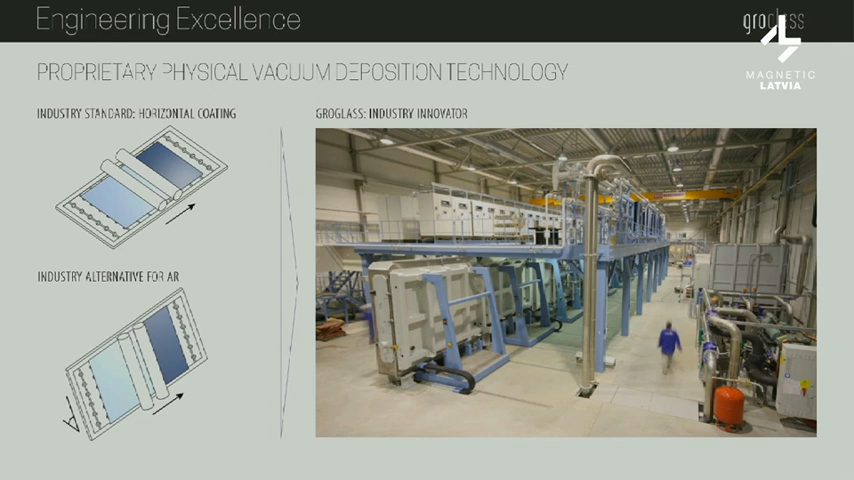 Engineering Excellence
groglass
MAGNETIC
LATVIA
PROPRIETARY PHYSICAL VACUUM DEPOSITION TECHNOLOGY
INDUSTRY STANDARD: HORIZONTAL COATING
GROGLASS: INDUSTRY INNOVATOR
INDUSTRY ALTERNATIVE FOR AR